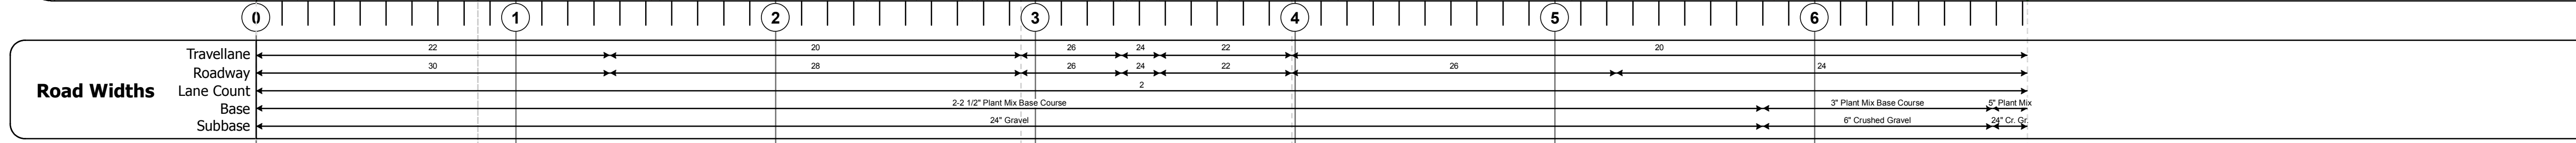 0 1 2 3 4 5 6
Travellane 22 20 26 24 22 20
Roadway 30 28 26 24 22 26 24
Road Widths
Lane Count 2
Base 2-2 1/2" Plant Mix Base Course 3" Plant Mix Base Course 5" Plant Mix
Subbase 24" Gravel 6" Crushed Gravel 24" Cr. Gr.